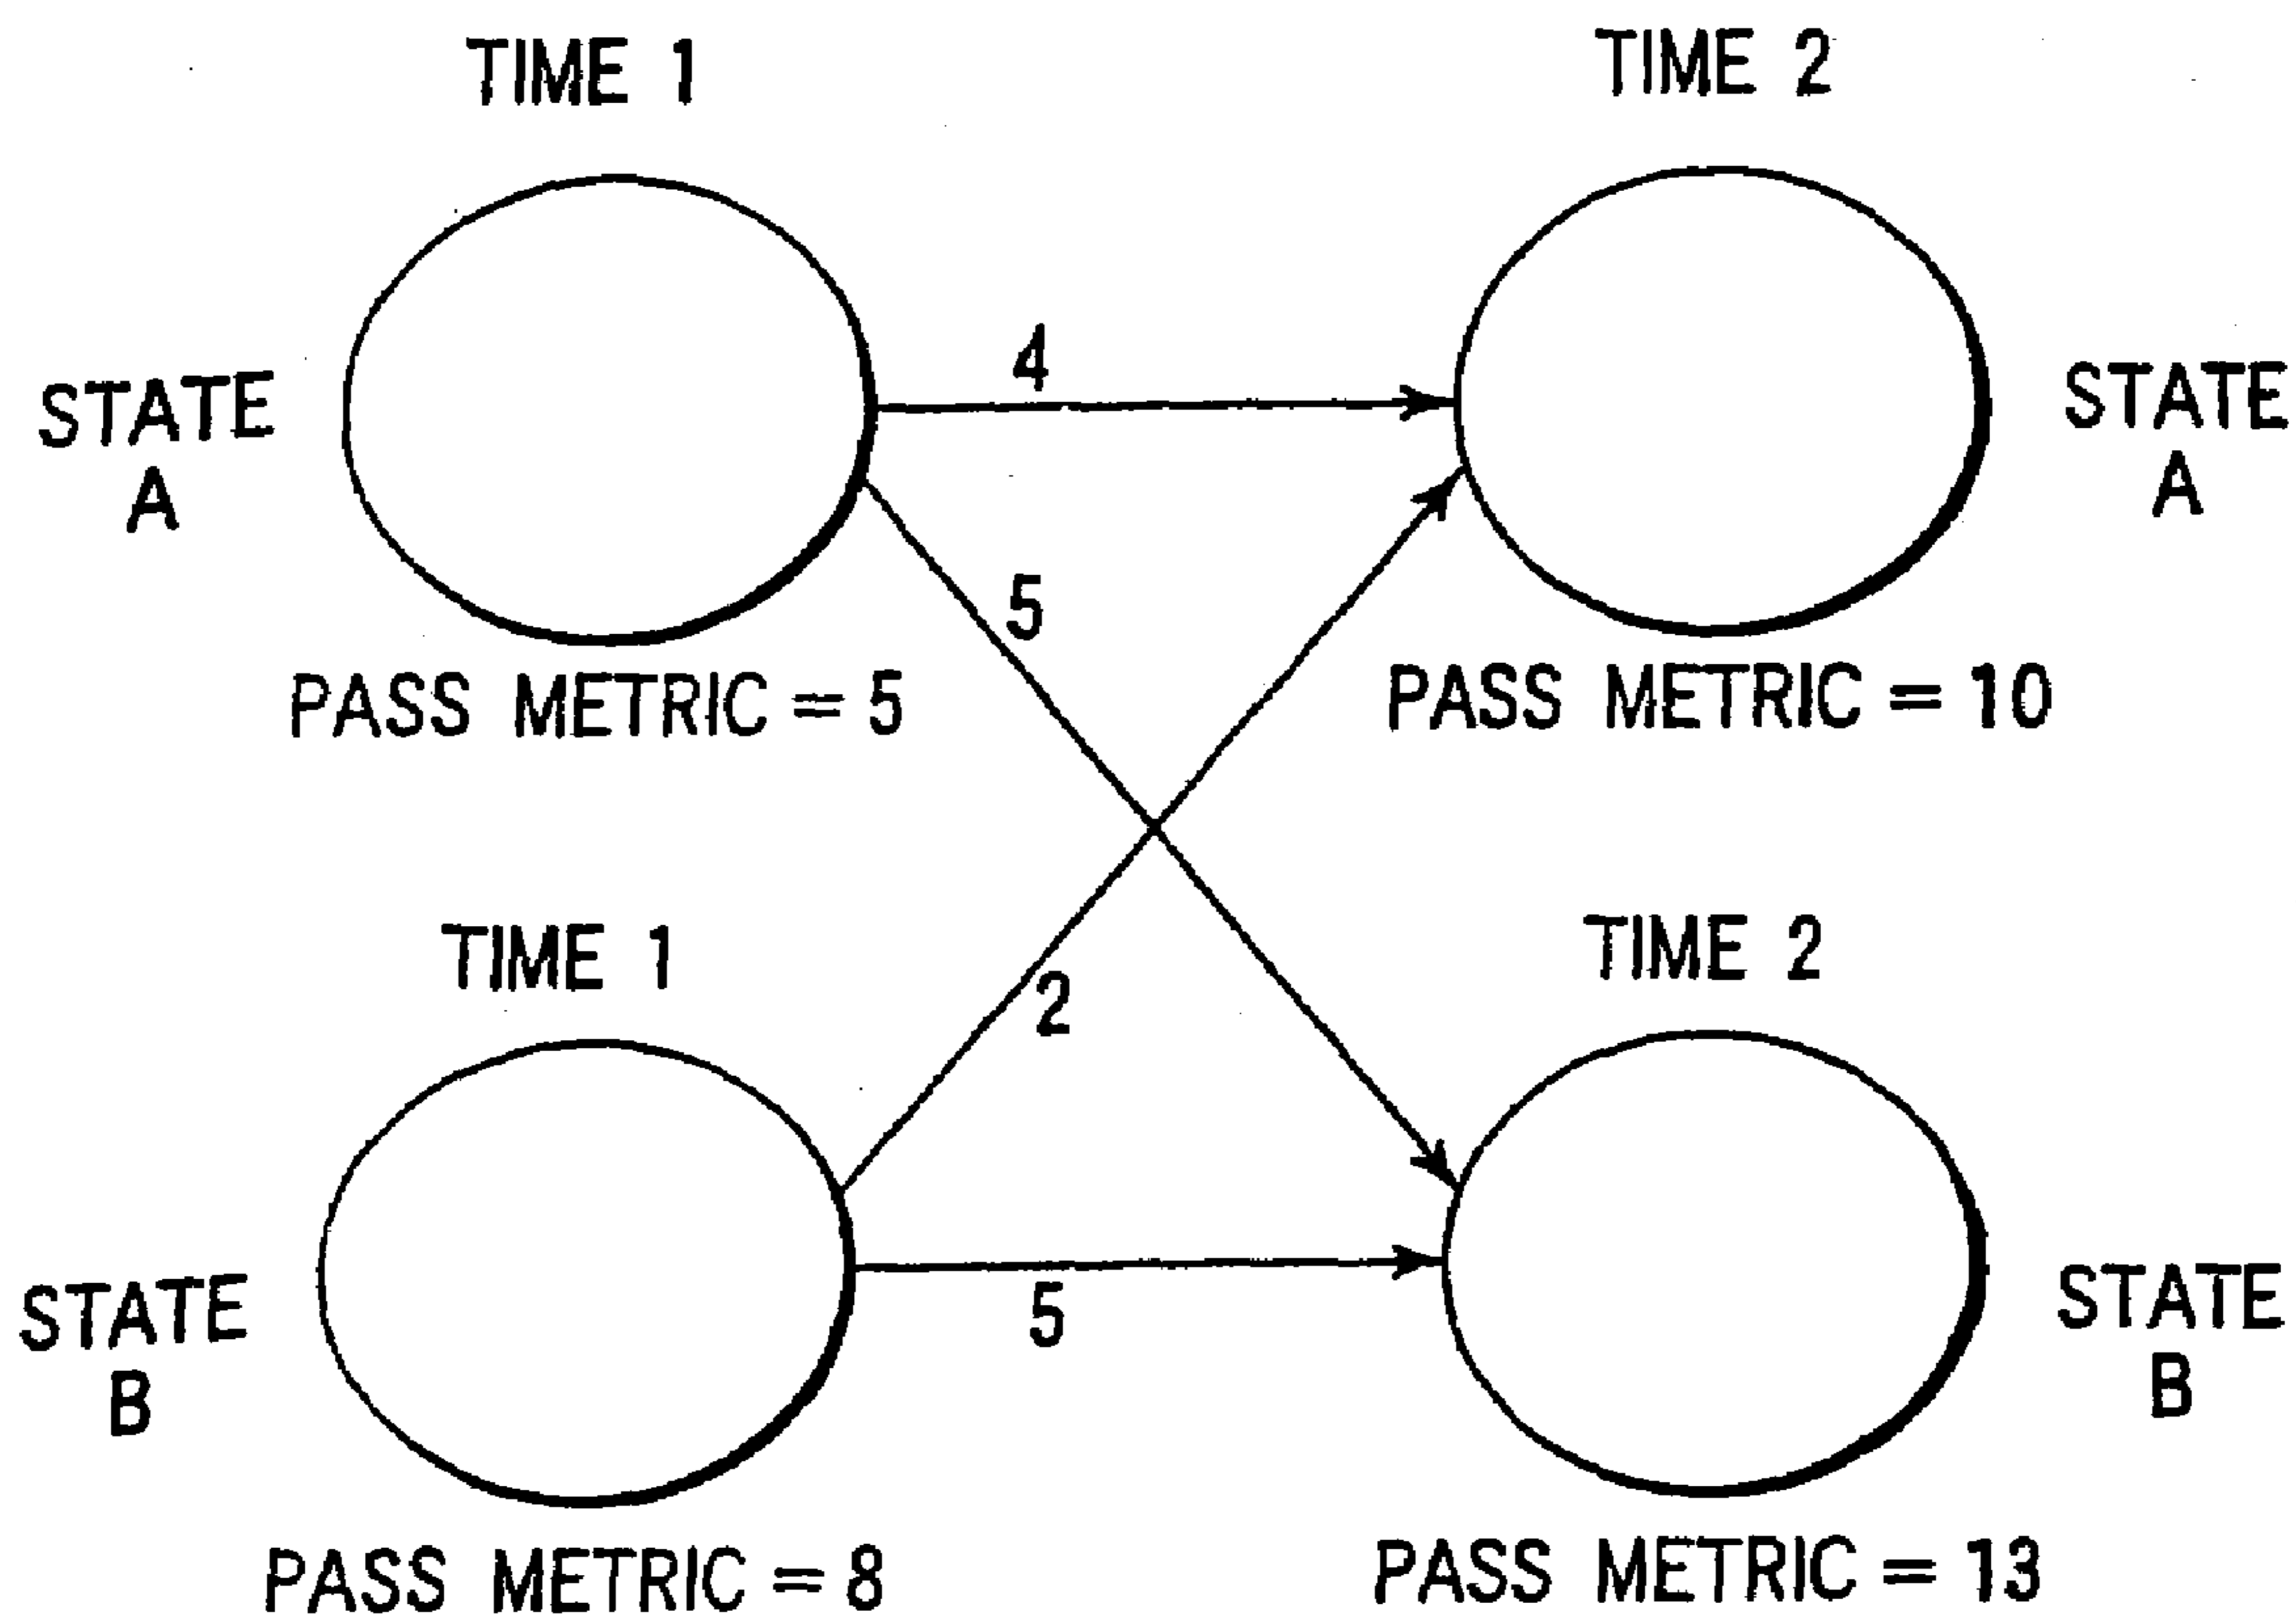 TIME 1
TIME 2
STATE
A
4
STATE
A
5
PASS METRIC = 5
PASS METRIC = 10
TIME 1
TIME 2
2
STATE
B
5
STATE
B
PASS METRIC = 8
PASS METRIC = 13